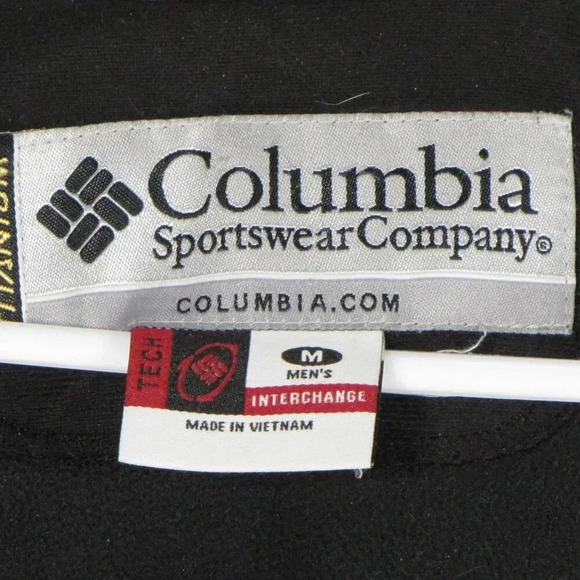 Columbia
Sportswear Company®
COLUMBIA.COM
TECH
M
MEN'S
INTERCHANGE
MADE IN VIETNAM